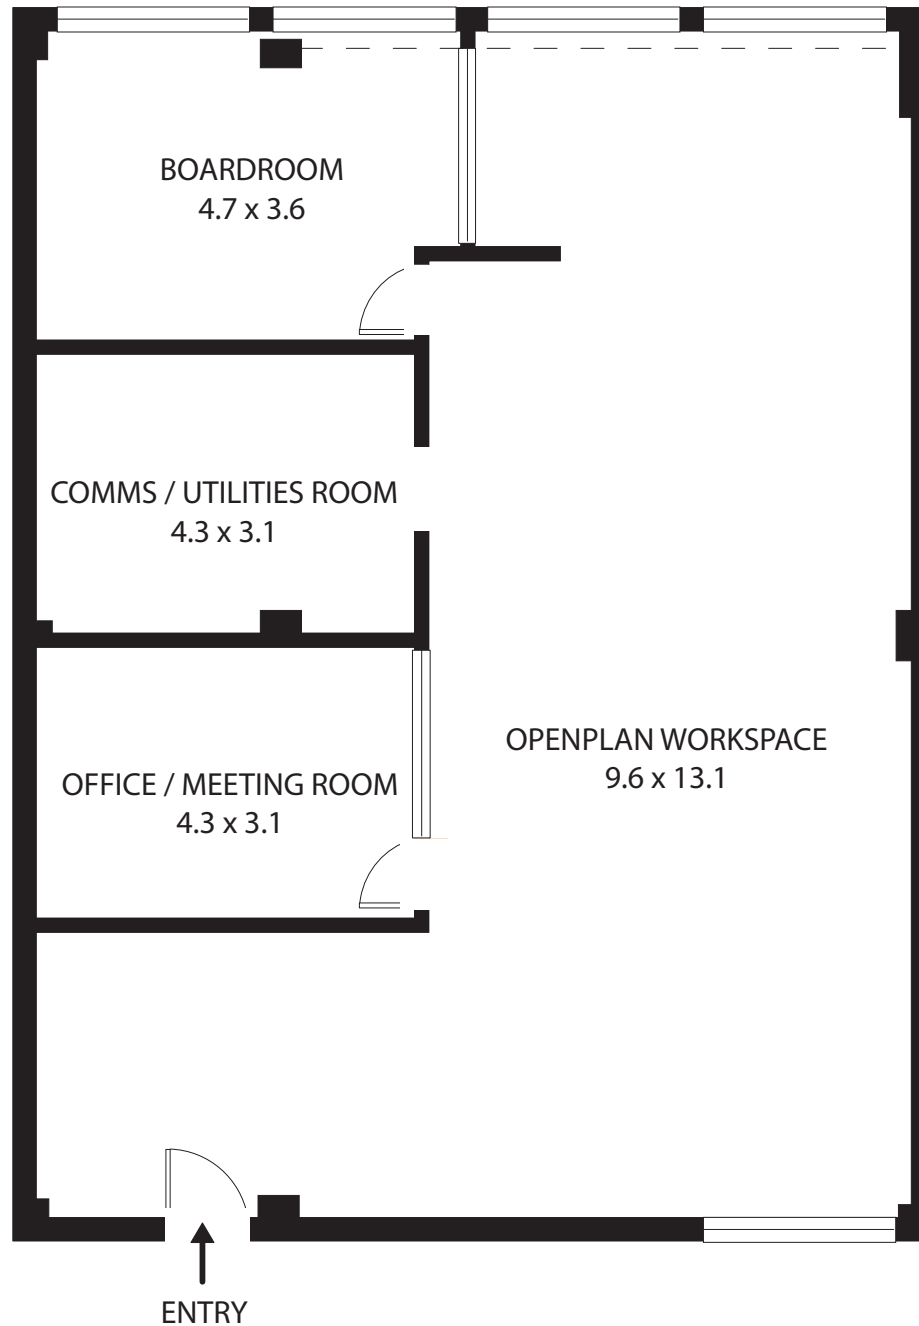 BOARDROOM
4.7 x 3.6
COMMS / UTILITIES ROOM
4.3 x 3.1
OPENPLAN WORKSPACE
9.6 x 13.1
OFFICE / MEETING ROOM
4.3 x 3.1
ENTRY